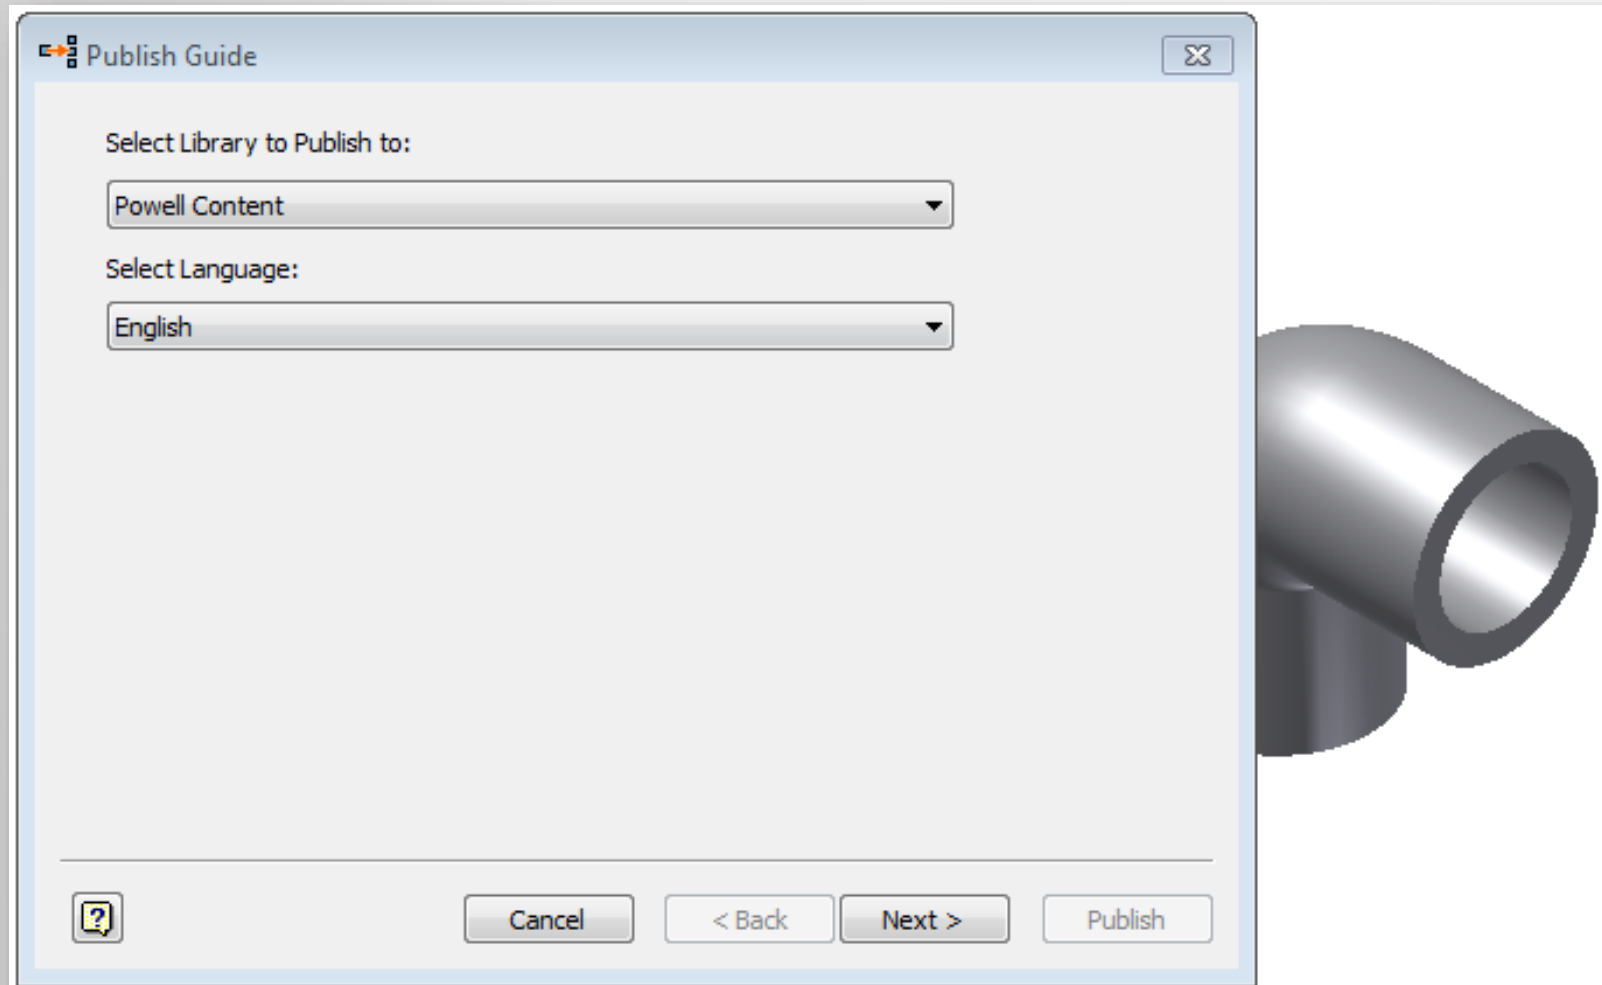 Publish Guide
Select Library to Publish to:
Powell Content
Select Language:
English
?
Cancel
< Back
Next >
Publish